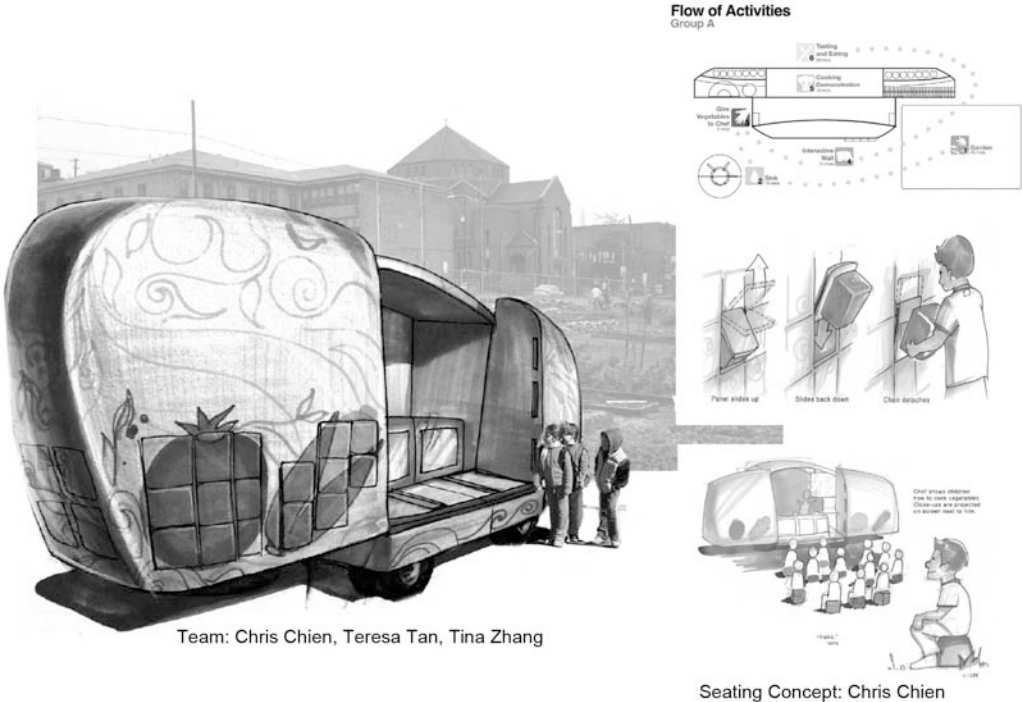 Flow of Activities
Group A
Tasting
and Eating
Cooking
Demonstration
Give
Vegetables
to Chef
Interactive
Wall
Garden
Sink
Panel slides up
Slides back down
Chair detaches
Chef shows children
how to cook vegetables.
Close-ups are projected
on screen next to him.
Team: Chris Chien, Teresa Tan, Tina Zhang
Seating Concept: Chris Chien